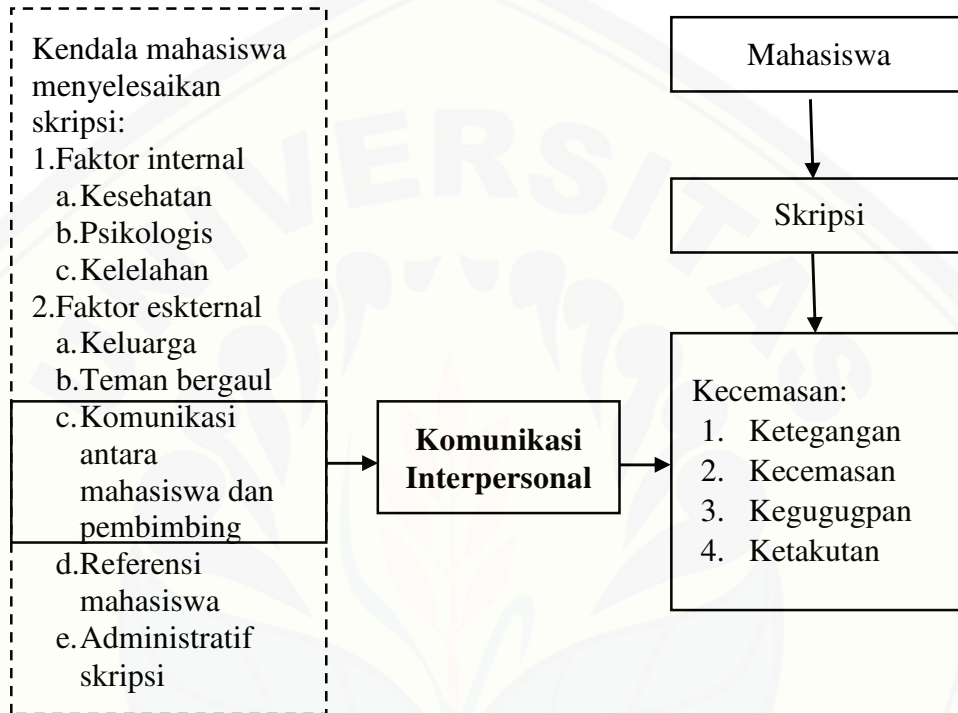 Kendala mahasiswa
menyelesaikan
skripsi:
1.Faktor internal
a.Kesehatan
b.Psikologis
c.Kelelahan
2.Faktor eskternal
a.Keluarga
b.Teman bergaul
c.Komunikasi
antara
mahasiswa dan
pembimbing
d.Referensi
mahasiswa
e.Administratif
skripsi
Komunikasi
Interpersonal
Mahasiswa
Skripsi
Kecemasan:
1. Ketegangan
2. Kecemasan
3. Kegugugpan
4. Ketakutan
UNIVERSITAS